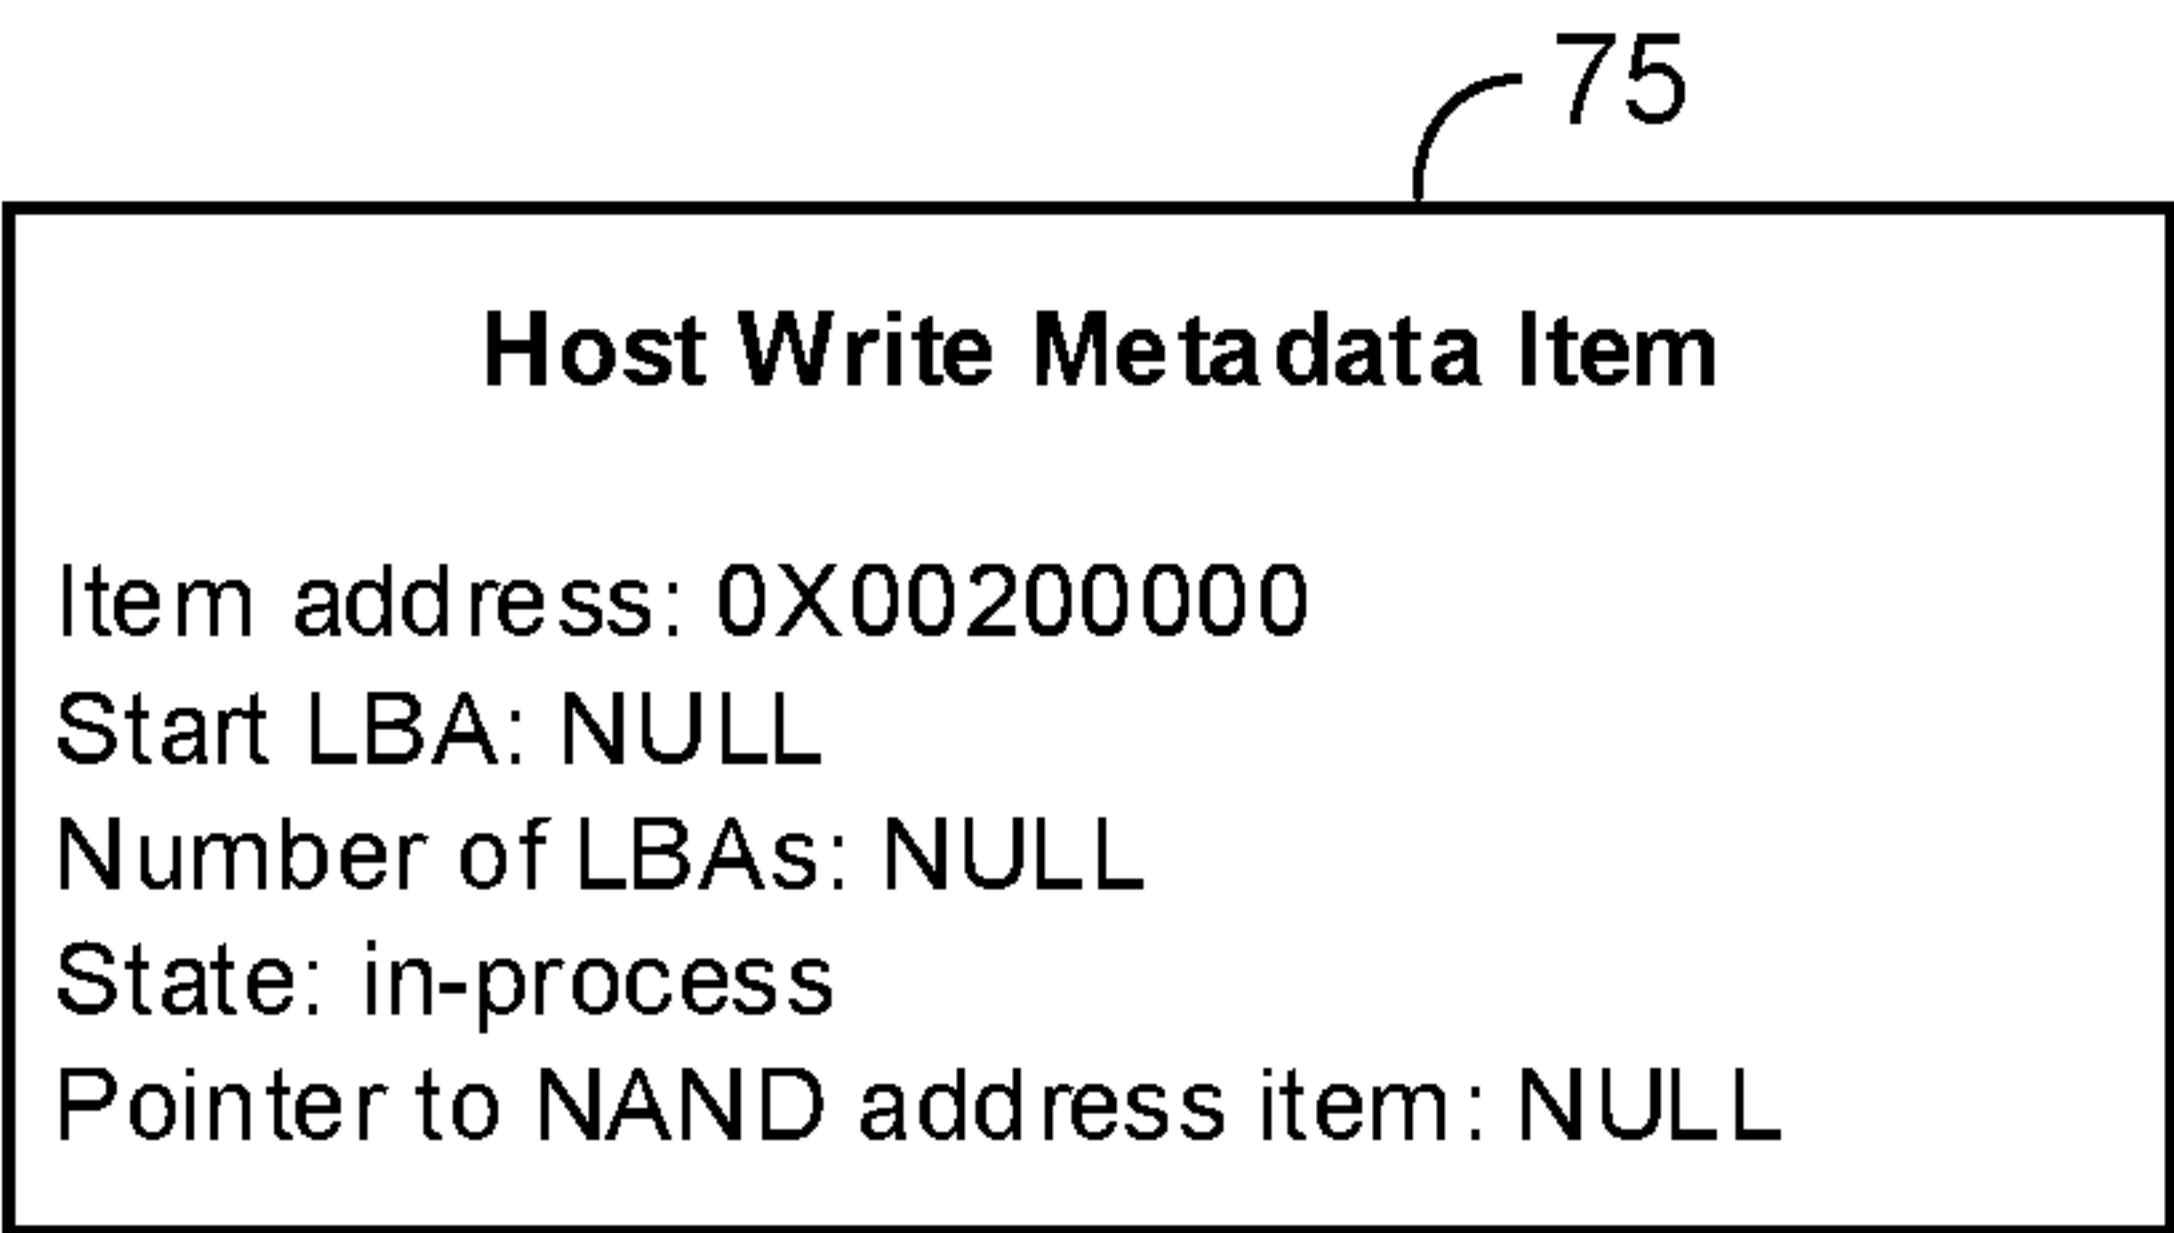 75
Host Write Metadata Item
Item address: 0X00200000
Start LBA: NULL
Number of LBAs: NULL
State: in-process
Pointer to NAND address item: NULL